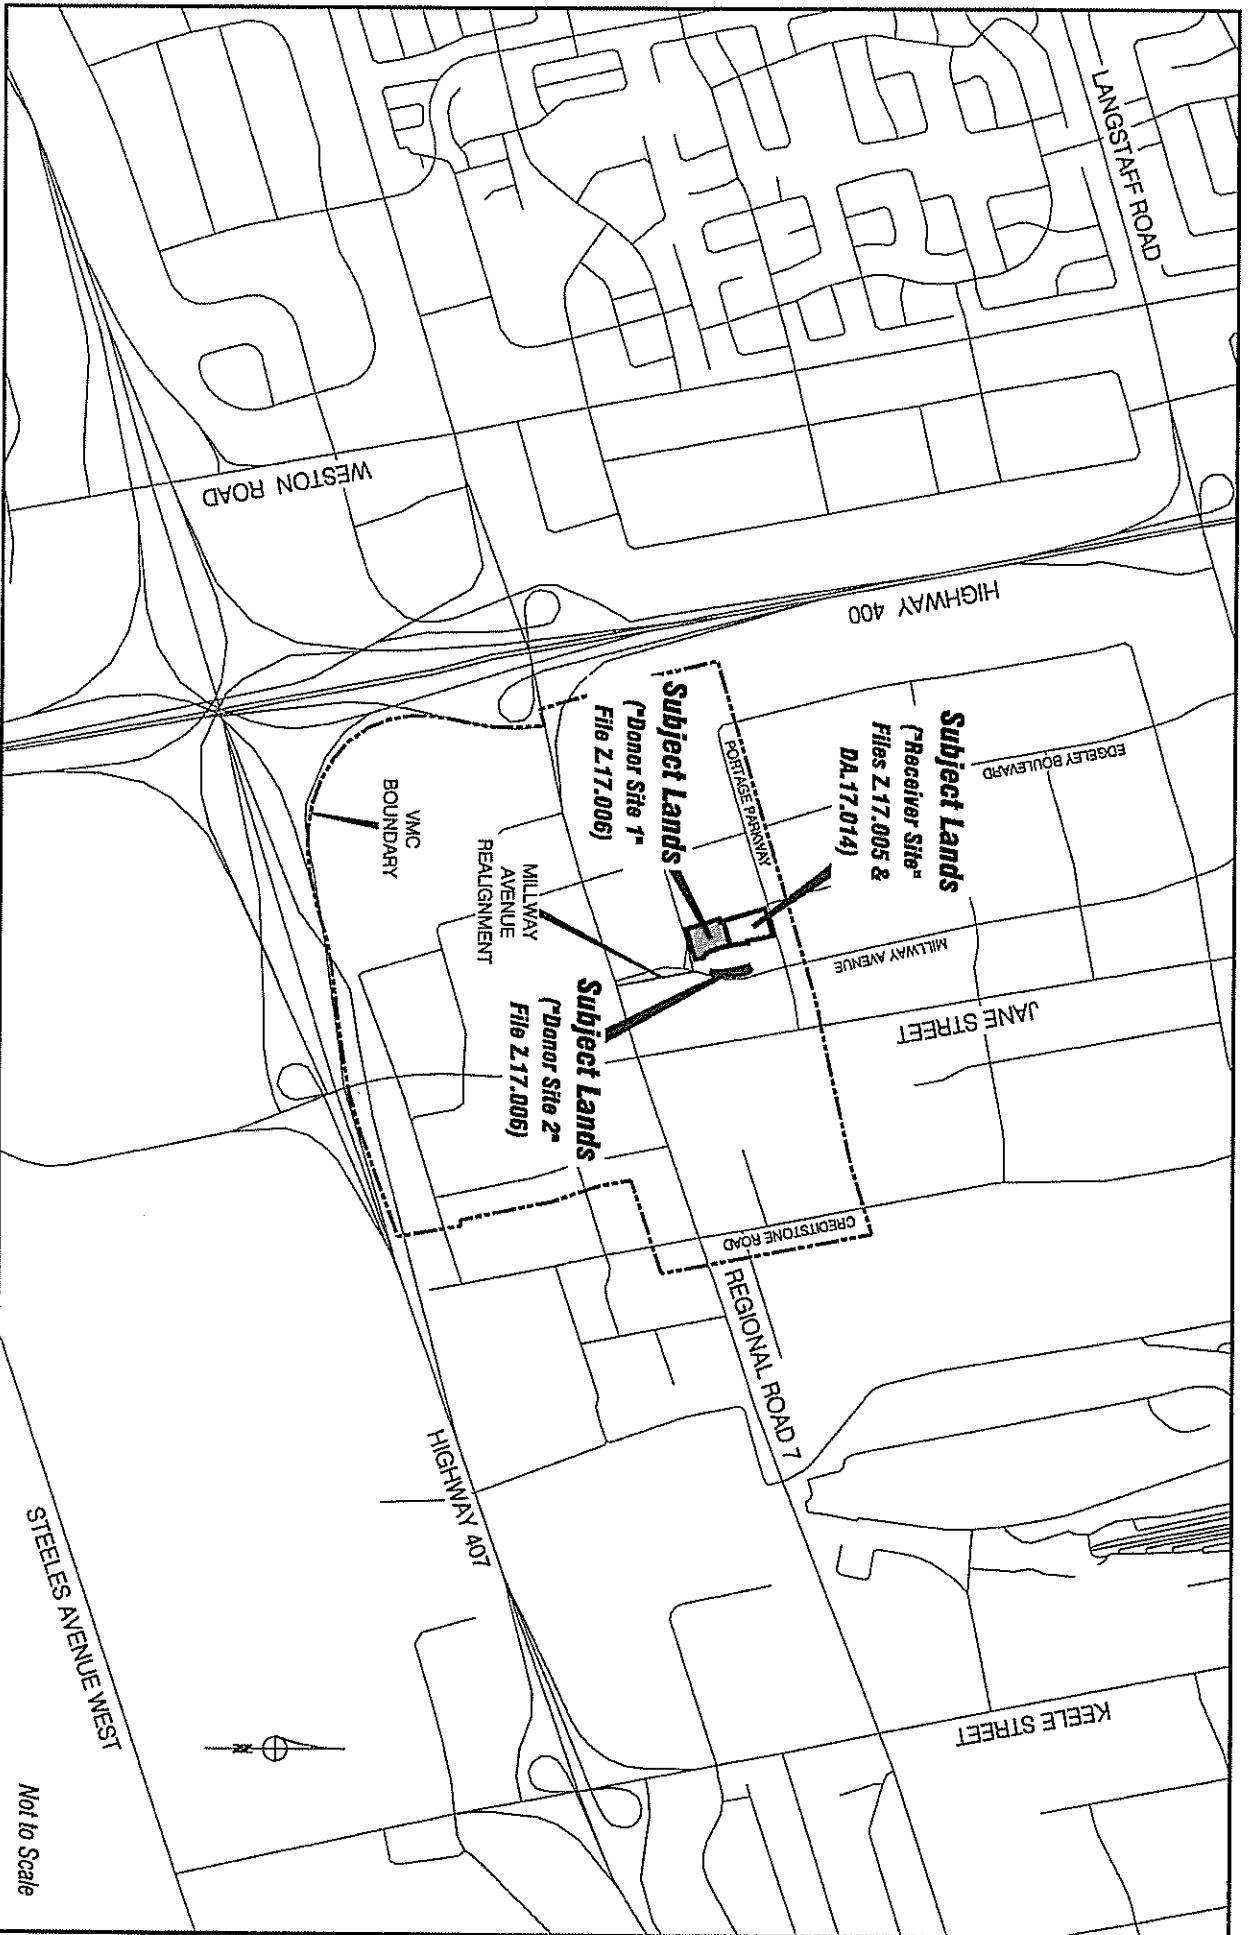 LANGSTAFF ROAD
WESTON ROAD
HIGHWAY 400
EDGELEY BOULEVARD
Subject Lands
("Receiver Site"
Files Z.17.005 &
DA.17.014)
PORTAGE PARKWAY
Subject Lands
("Donor Site 1"
File Z.17.006)
MILLWAY AVENUE
VMC
BOUNDARY
MILLWAY
AVENUE
REALIGNMENT
JANE STREET
Subject Lands
("Donor Site 2"
File Z.17.006)
CREDITSTONE ROAD
REGIONAL ROAD 7
HIGHWAY 407
KEELE STREET
STEELES AVENUE WEST
N
Not to Scale